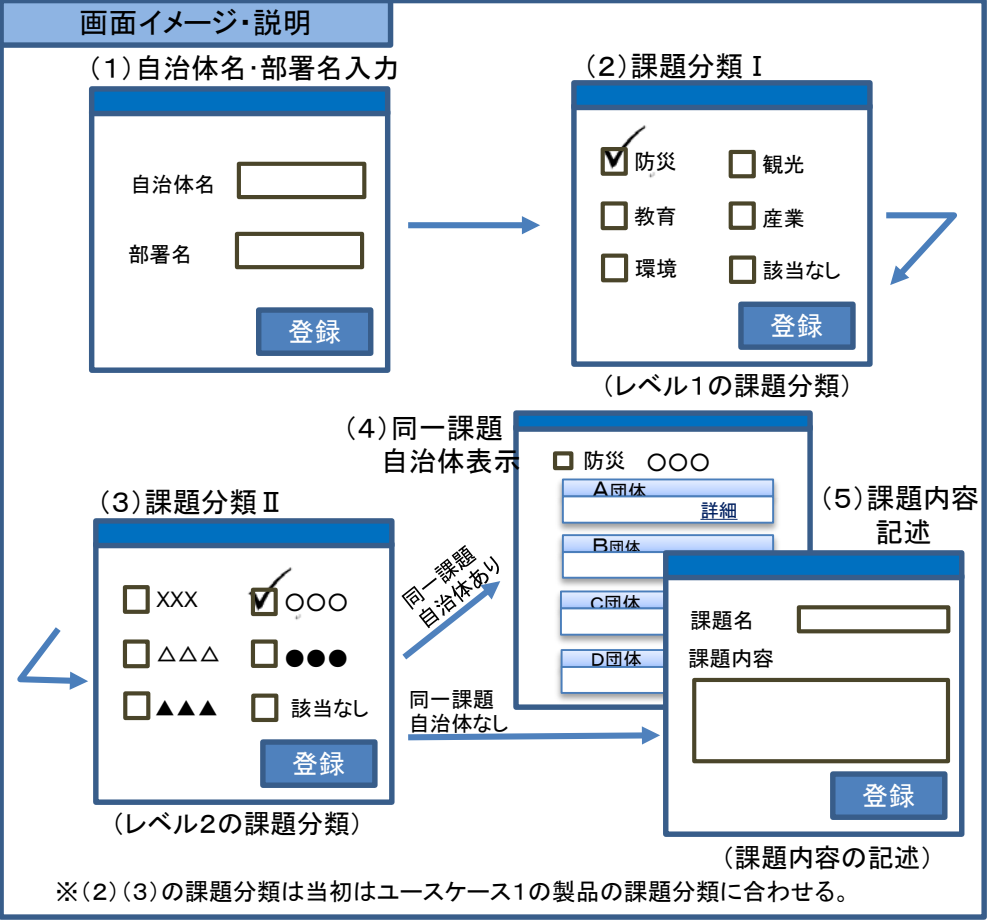 画面イメージ・説明
(1)自治体名・部署名入力
自治体名
部署名
登録
(2)課題分類Ⅰ
防災
観光
教育
産業
環境
該当なし
登録
(レベル1の課題分類)
(3)課題分類Ⅱ
XXX
○○○
△△△
●●●
▲▲▲
該当なし
登録
(レベル2の課題分類)
同一課題
自治体あり
同一課題
自治体なし
(4)同一課題
自治体表示
防災 ○○○
A団体
詳細
B団体
C団体
D団体
(5)課題内容
記述
課題名
課題内容
登録
(課題内容の記述)
※(2)(3)の課題分類は当初はユースケース1の製品の課題分類に合わせる。